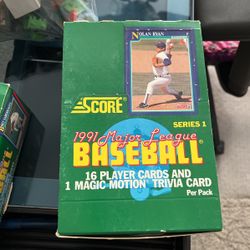 NOLAN RYAN
SCORE
SERIES 1
1991 Major League
BASEBALL
16 PLAYER CARDS AND
1 MAGIC MOTION TRIVIA CARD
Per Pack